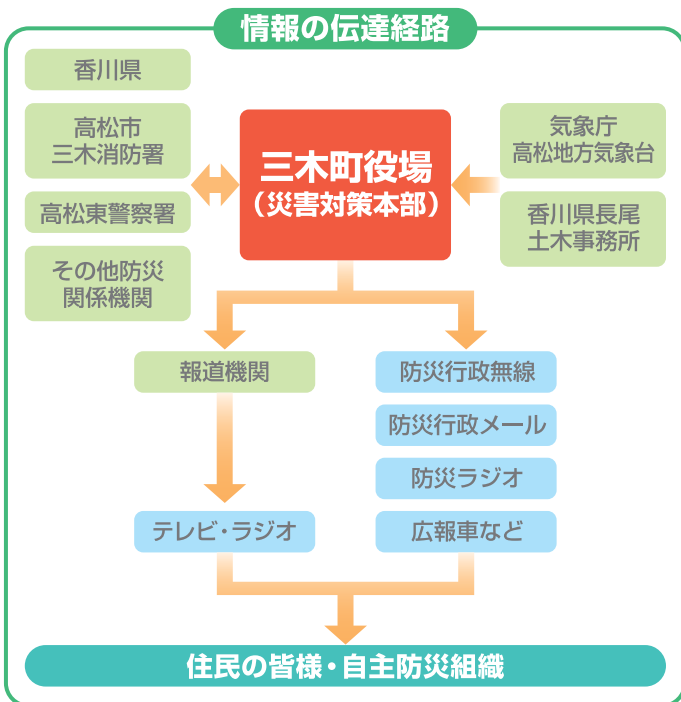 情報の伝達経路
香川県
高松市
三木消防署
高松東警察署
その他防災
関係機関
三木町役場
（災害対策本部）
気象庁
高松地方気象台
香川県長尾
土木事務所
報道機関
テレビ・ラジオ
防災行政無線
防災行政メール
防災ラジオ
広報車など
住民の皆様・自主防災組織